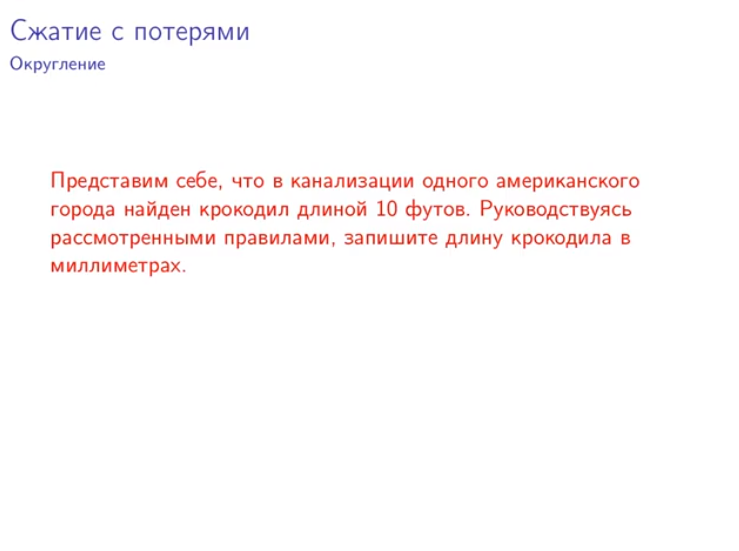 Сжатие с потерями
Округление
Представим себе, что в канализации одного американского
города найден крокодил длиной 10 футов. Руководствуясь
рассмотренными правилами, запишите длину крокодила в
миллиметрах.